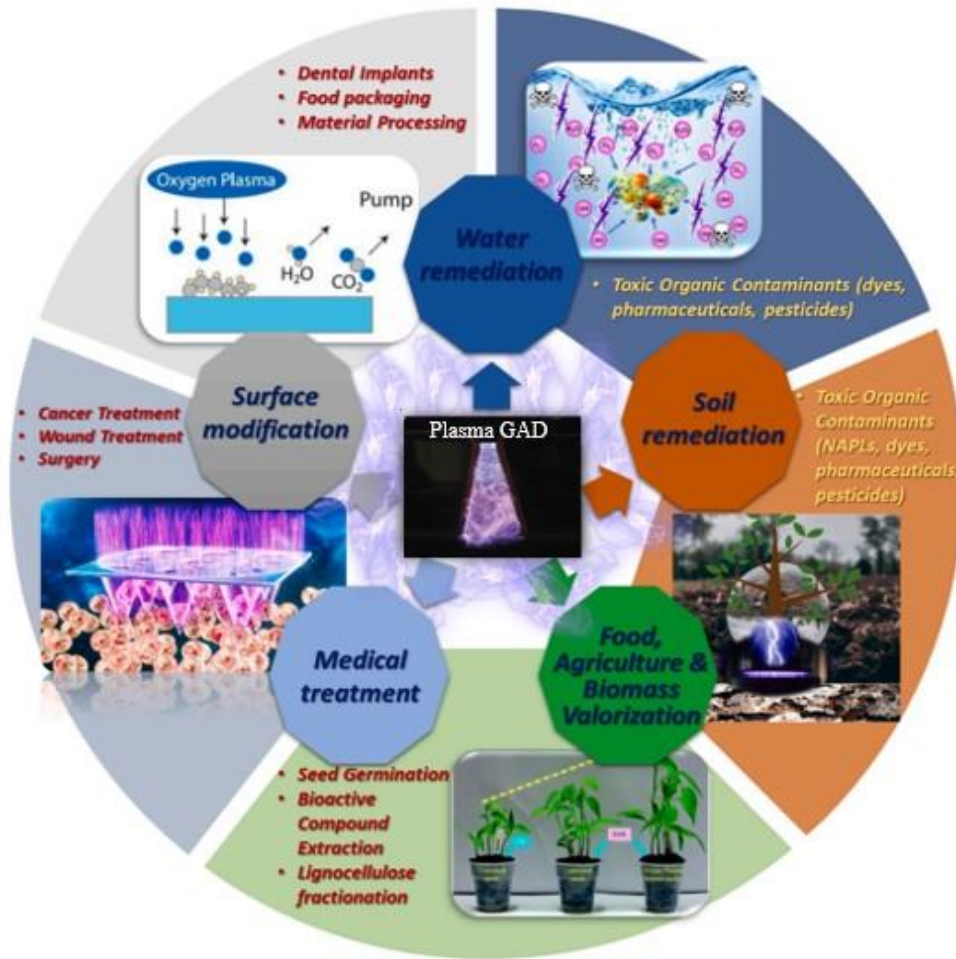 • Dental Implants
• Food packaging
• Material Processing
Oxygen Plasma
Pump
H₂O
CO₂
Water
remediation
• Toxic Organic Contaminants (dyes,
pharmaceuticals, pesticides)
Surface
modification
Soil
remediation
• Toxic Organic
Contaminants
(NAPLs, dyes,
pharmaceuticals
pesticides)
• Cancer Treatment
• Wound Treatment
• Surgery
Plasma GAD
Medical
treatment
Food,
Agriculture &
Biomass
Valorization
• Seed Germination
• Bioactive
Compound
Extraction
• Lignocellulose
fractionation